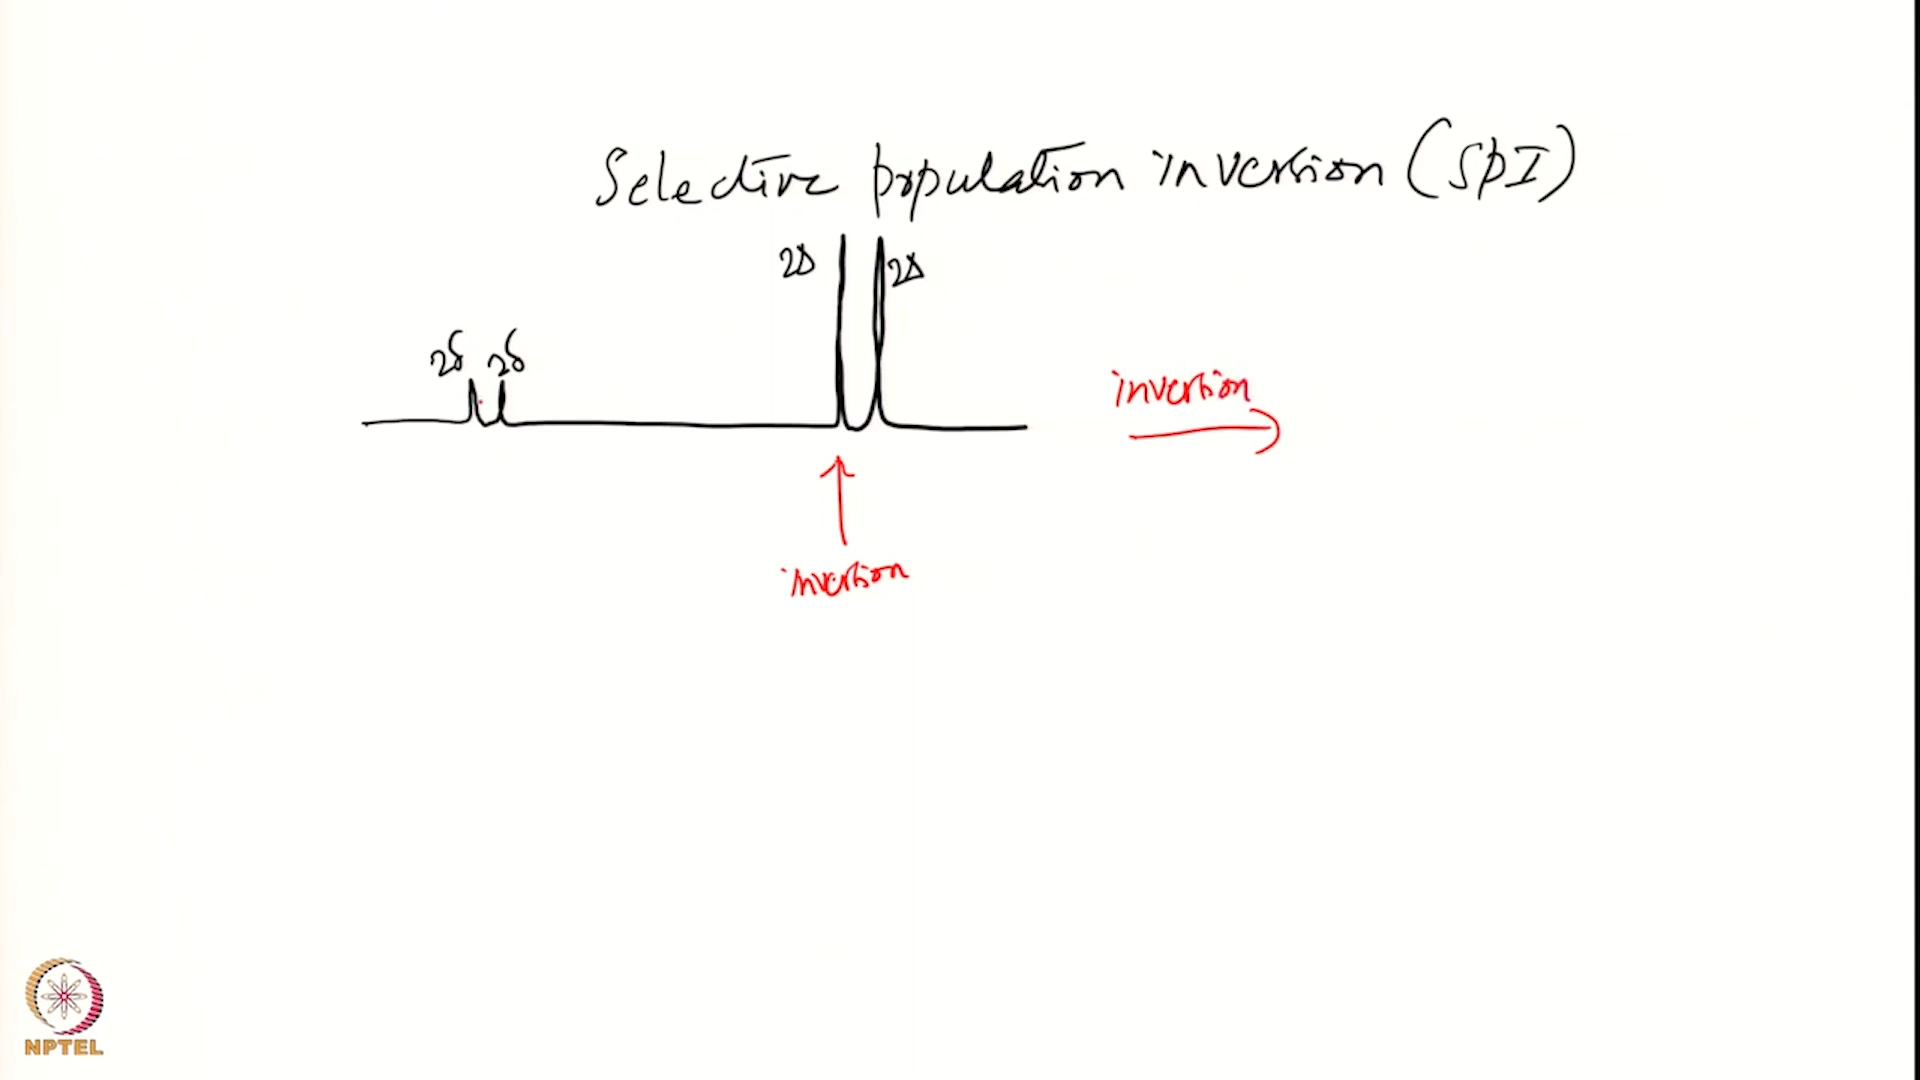 Selective population inversion (SPI)
2Δ 2Δ
2δ 2δ
inversion
inversion
NPTEL